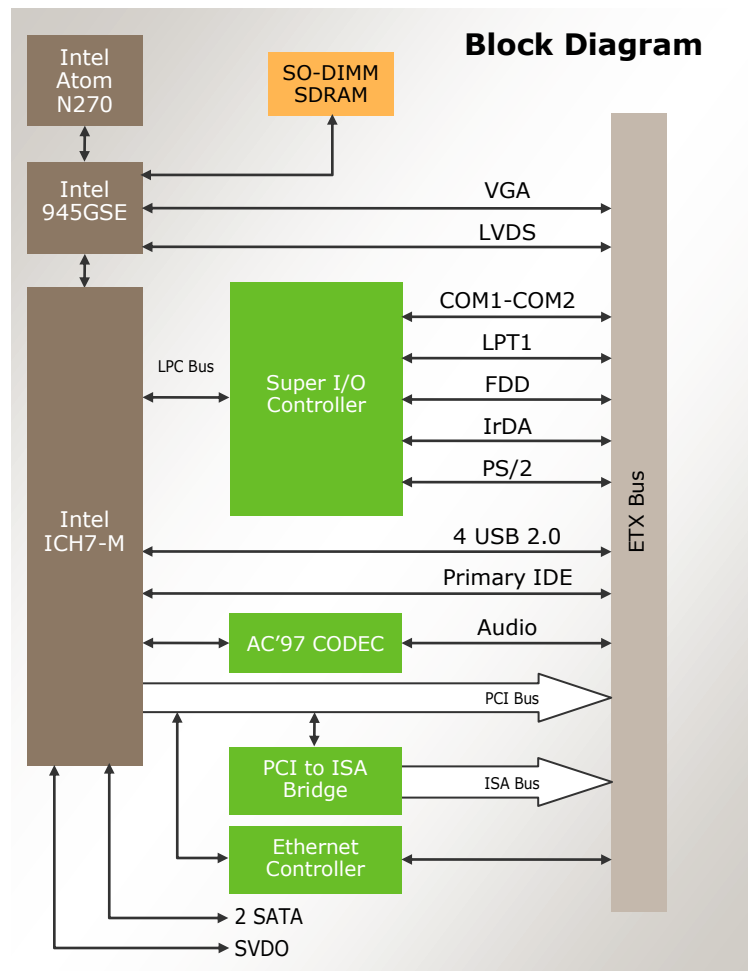 Block Diagram
Intel
Atom
N270
SO-DIMM
SDRAM
Intel
945GSE
VGA
LVDS
COM1-COM2
LPT1
FDD
IrDA
PS/2
LPC Bus
Super I/O
Controller
Intel
ICH7-M
ETX Bus
4 USB 2.0
Primary IDE
AC’97 CODEC
Audio
PCI Bus
PCI to ISA
Bridge
ISA Bus
Ethernet
Controller
2 SATA
SVDO